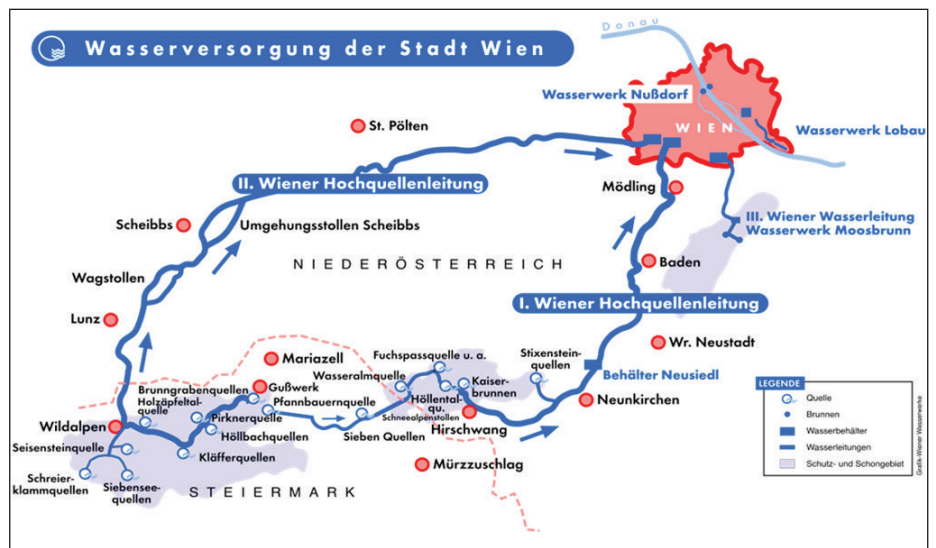 Wasserversorgung der Stadt Wien
Donau
Wasserwerk Nußdorf
WIEN
Wasserwerk Lobau
St. Pölten
II. Wiener Hochquellenleitung
Mödling
Scheibbs
Umgehungsstollen Scheibbs
III. Wiener Wasserleitung
Wasserwerk Moosbrunn
NIEDERÖSTERREICH
Baden
Wagstollen
I. Wiener Hochquellenleitung
Lunz
Wr. Neustadt
Mariazell
Fuchspassquelle u. a.
Stixenstein-
quellen
Wasseralmquelle
Behälter Neusiedl
Brunngrabenquellen
Gußwerk
Kaiser-
brunnen
Holzäpfeltal-
quelle
Pfannbauernquelle
Höllental-
qu.
Neunkirchen
Pirknerquelle
Schneealpenstollen
Wildalpen
Höllbachquellen
Sieben Quellen
Hirschwang
Seisensteinquelle
Kläfferquellen
Mürzzuschlag
Schreier-
klammquellen
Siebensee-
quellen
STEIERMARK
LEGENDE
Quelle
Brunnen
Wasserbehälter
Wasserleitungen
Schutz- und Schongebiet
Grafik-Wiener Wasserwerke